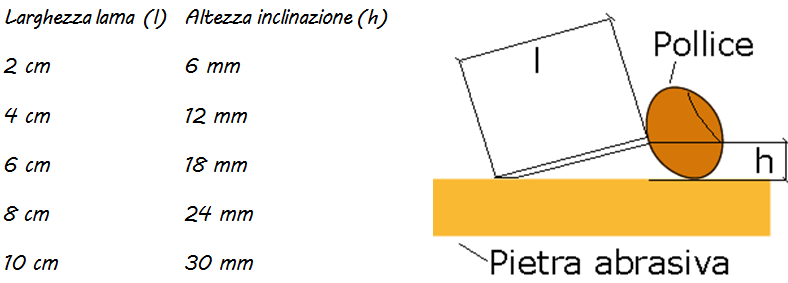 Larghezza lama (l) Altezza inclinazione (h)
2 cm 6 mm
4 cm 12 mm
6 cm 18 mm
8 cm 24 mm
10 cm 30 mm
Pollice
l
h
Pietra abrasiva